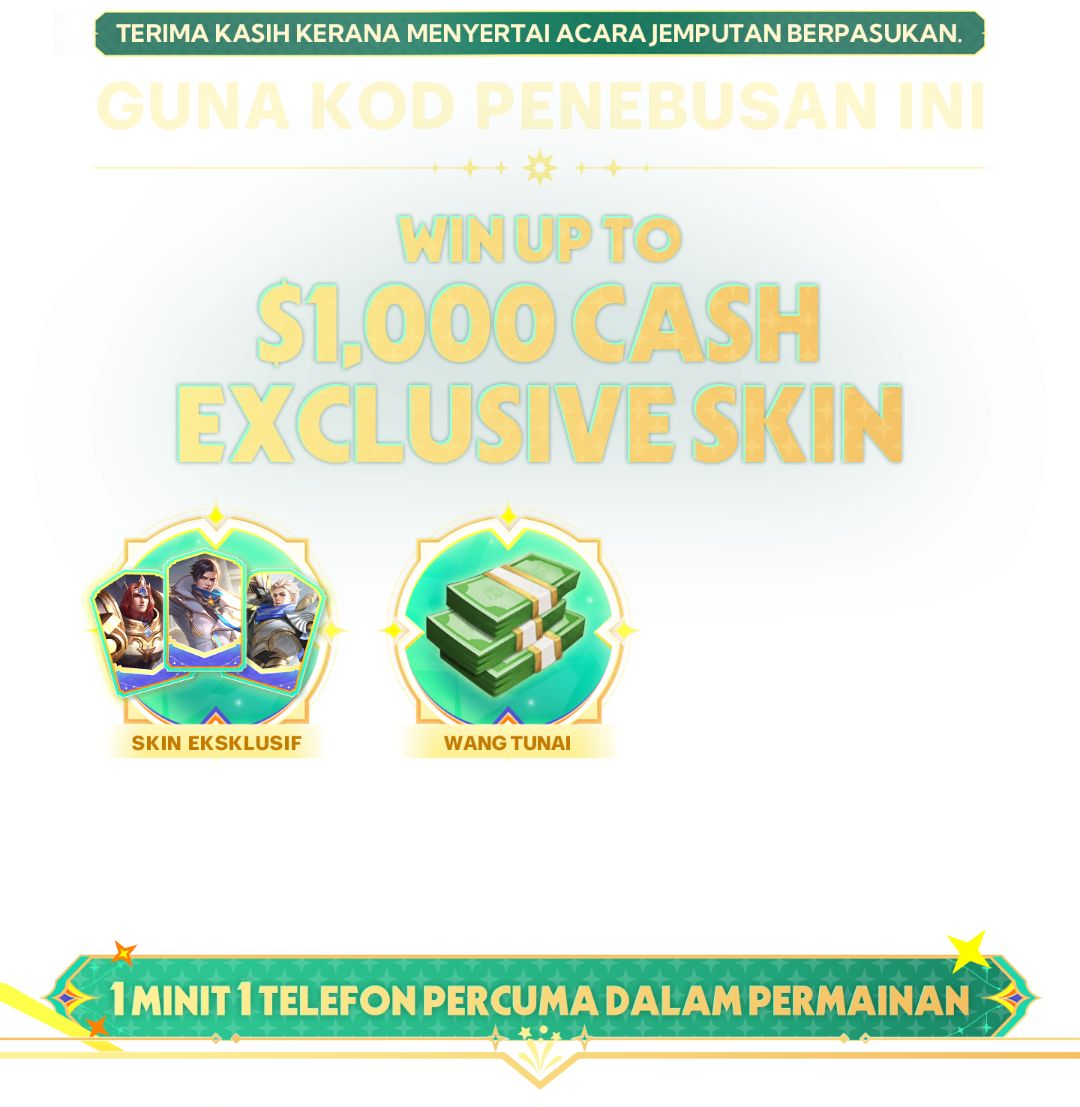 TERIMA KASIH KERANA MENYERTAI ACARA JEMPUTAN BERPASUKAN.
GUNA KOD PENEBUSAN INI
WIN UP TO
$1,000 CASH
EXCLUSIVE SKIN
SKIN EKSKLUSIF
WANG TUNAI
1 MINIT 1 TELEFON PERCUMA DALAM PERMAINAN